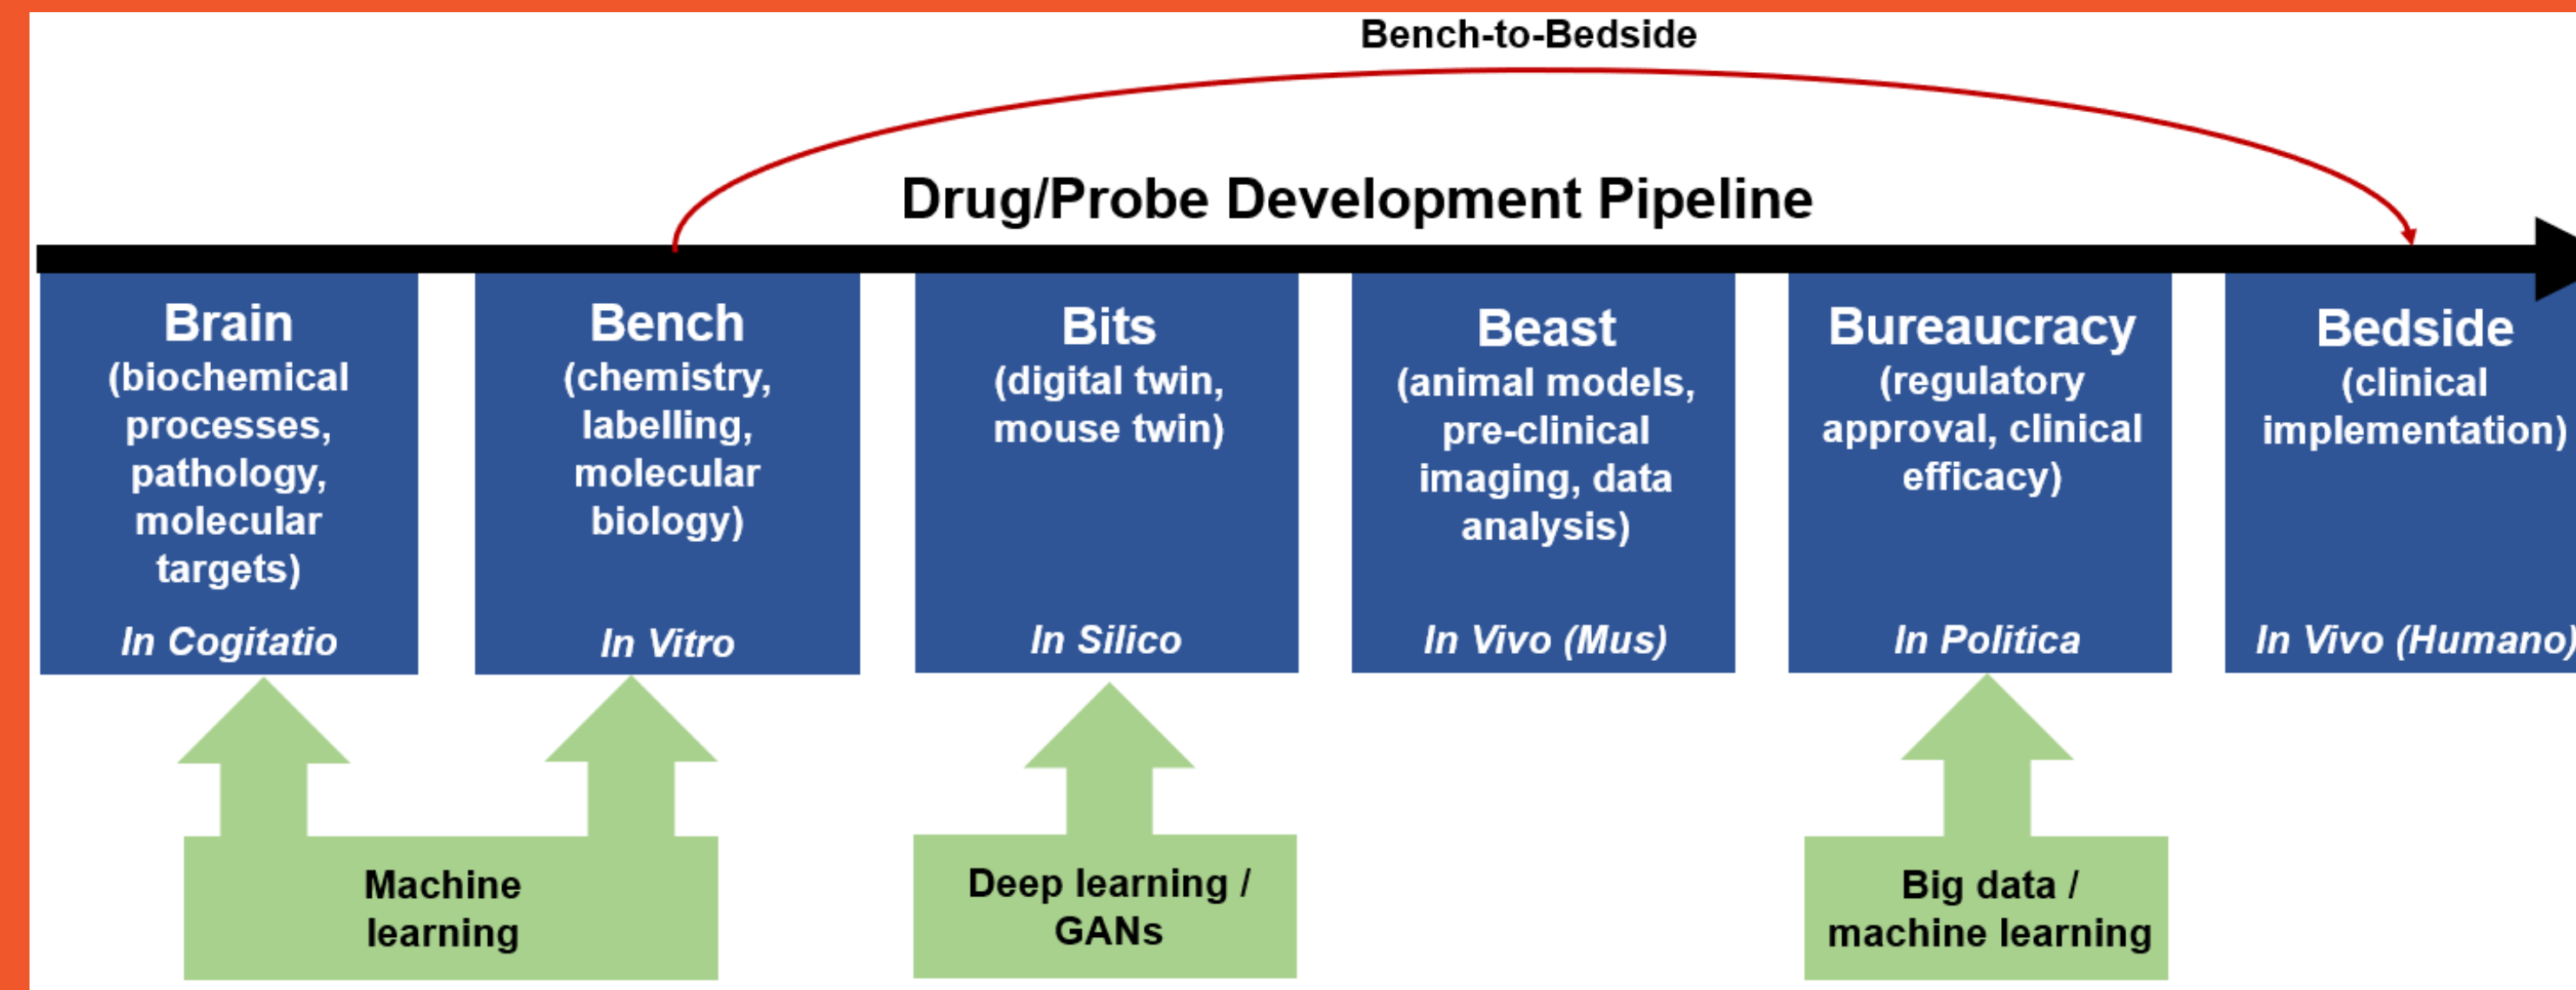 Bench-to-Bedside
Drug/Probe Development Pipeline
Brain
(biochemical
processes,
pathology,
molecular
targets)
In Cogitatio
Bench
(chemistry,
labelling,
molecular
biology)
In Vitro
Bits
(digital twin,
mouse twin)
In Silico
Beast
(animal models,
pre-clinical
imaging, data
analysis)
In Vivo (Mus)
Bureaucracy
(regulatory
approval, clinical
efficacy)
In Politica
Bedside
(clinical
implementation)
In Vivo (Humano)
Machine
learning
Deep learning /
GANs
Big data /
machine learning